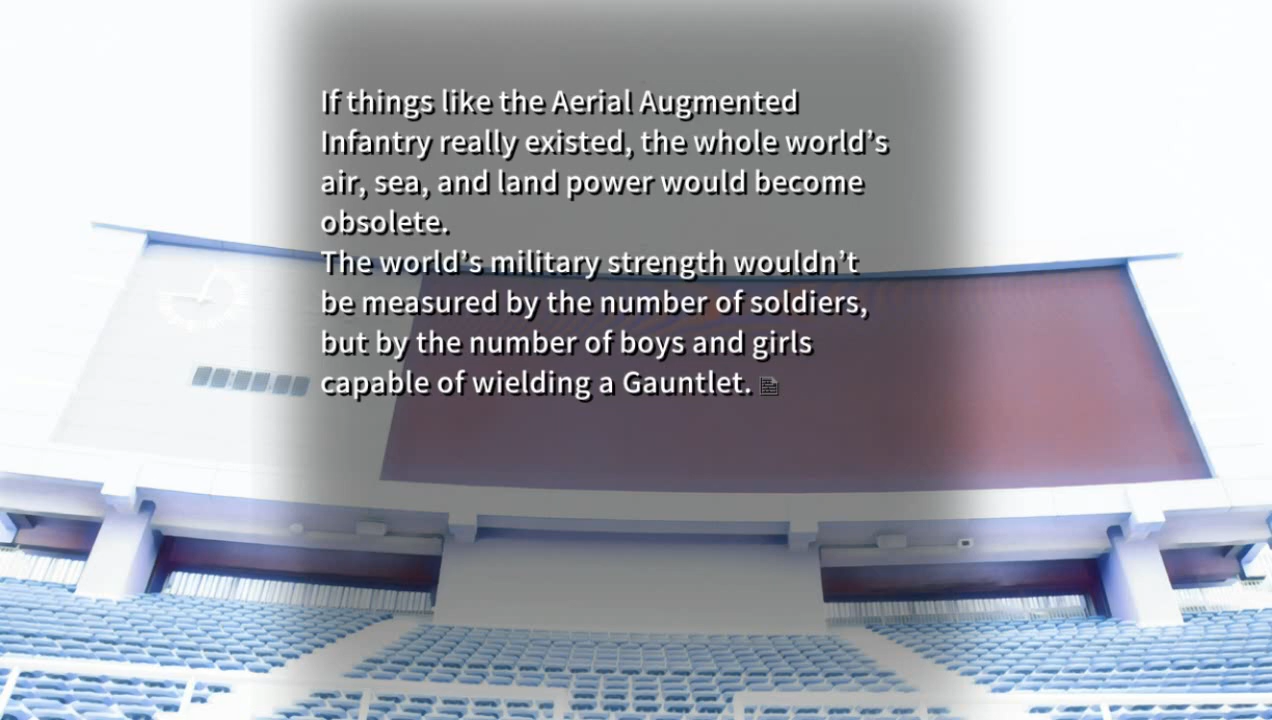 If things like the Aerial Augmented
Infantry really existed, the whole world’s
air, sea, and land power would become
obsolete.
The world’s military strength wouldn’t
be measured by the number of soldiers,
but by the number of boys and girls
capable of wielding a Gauntlet.